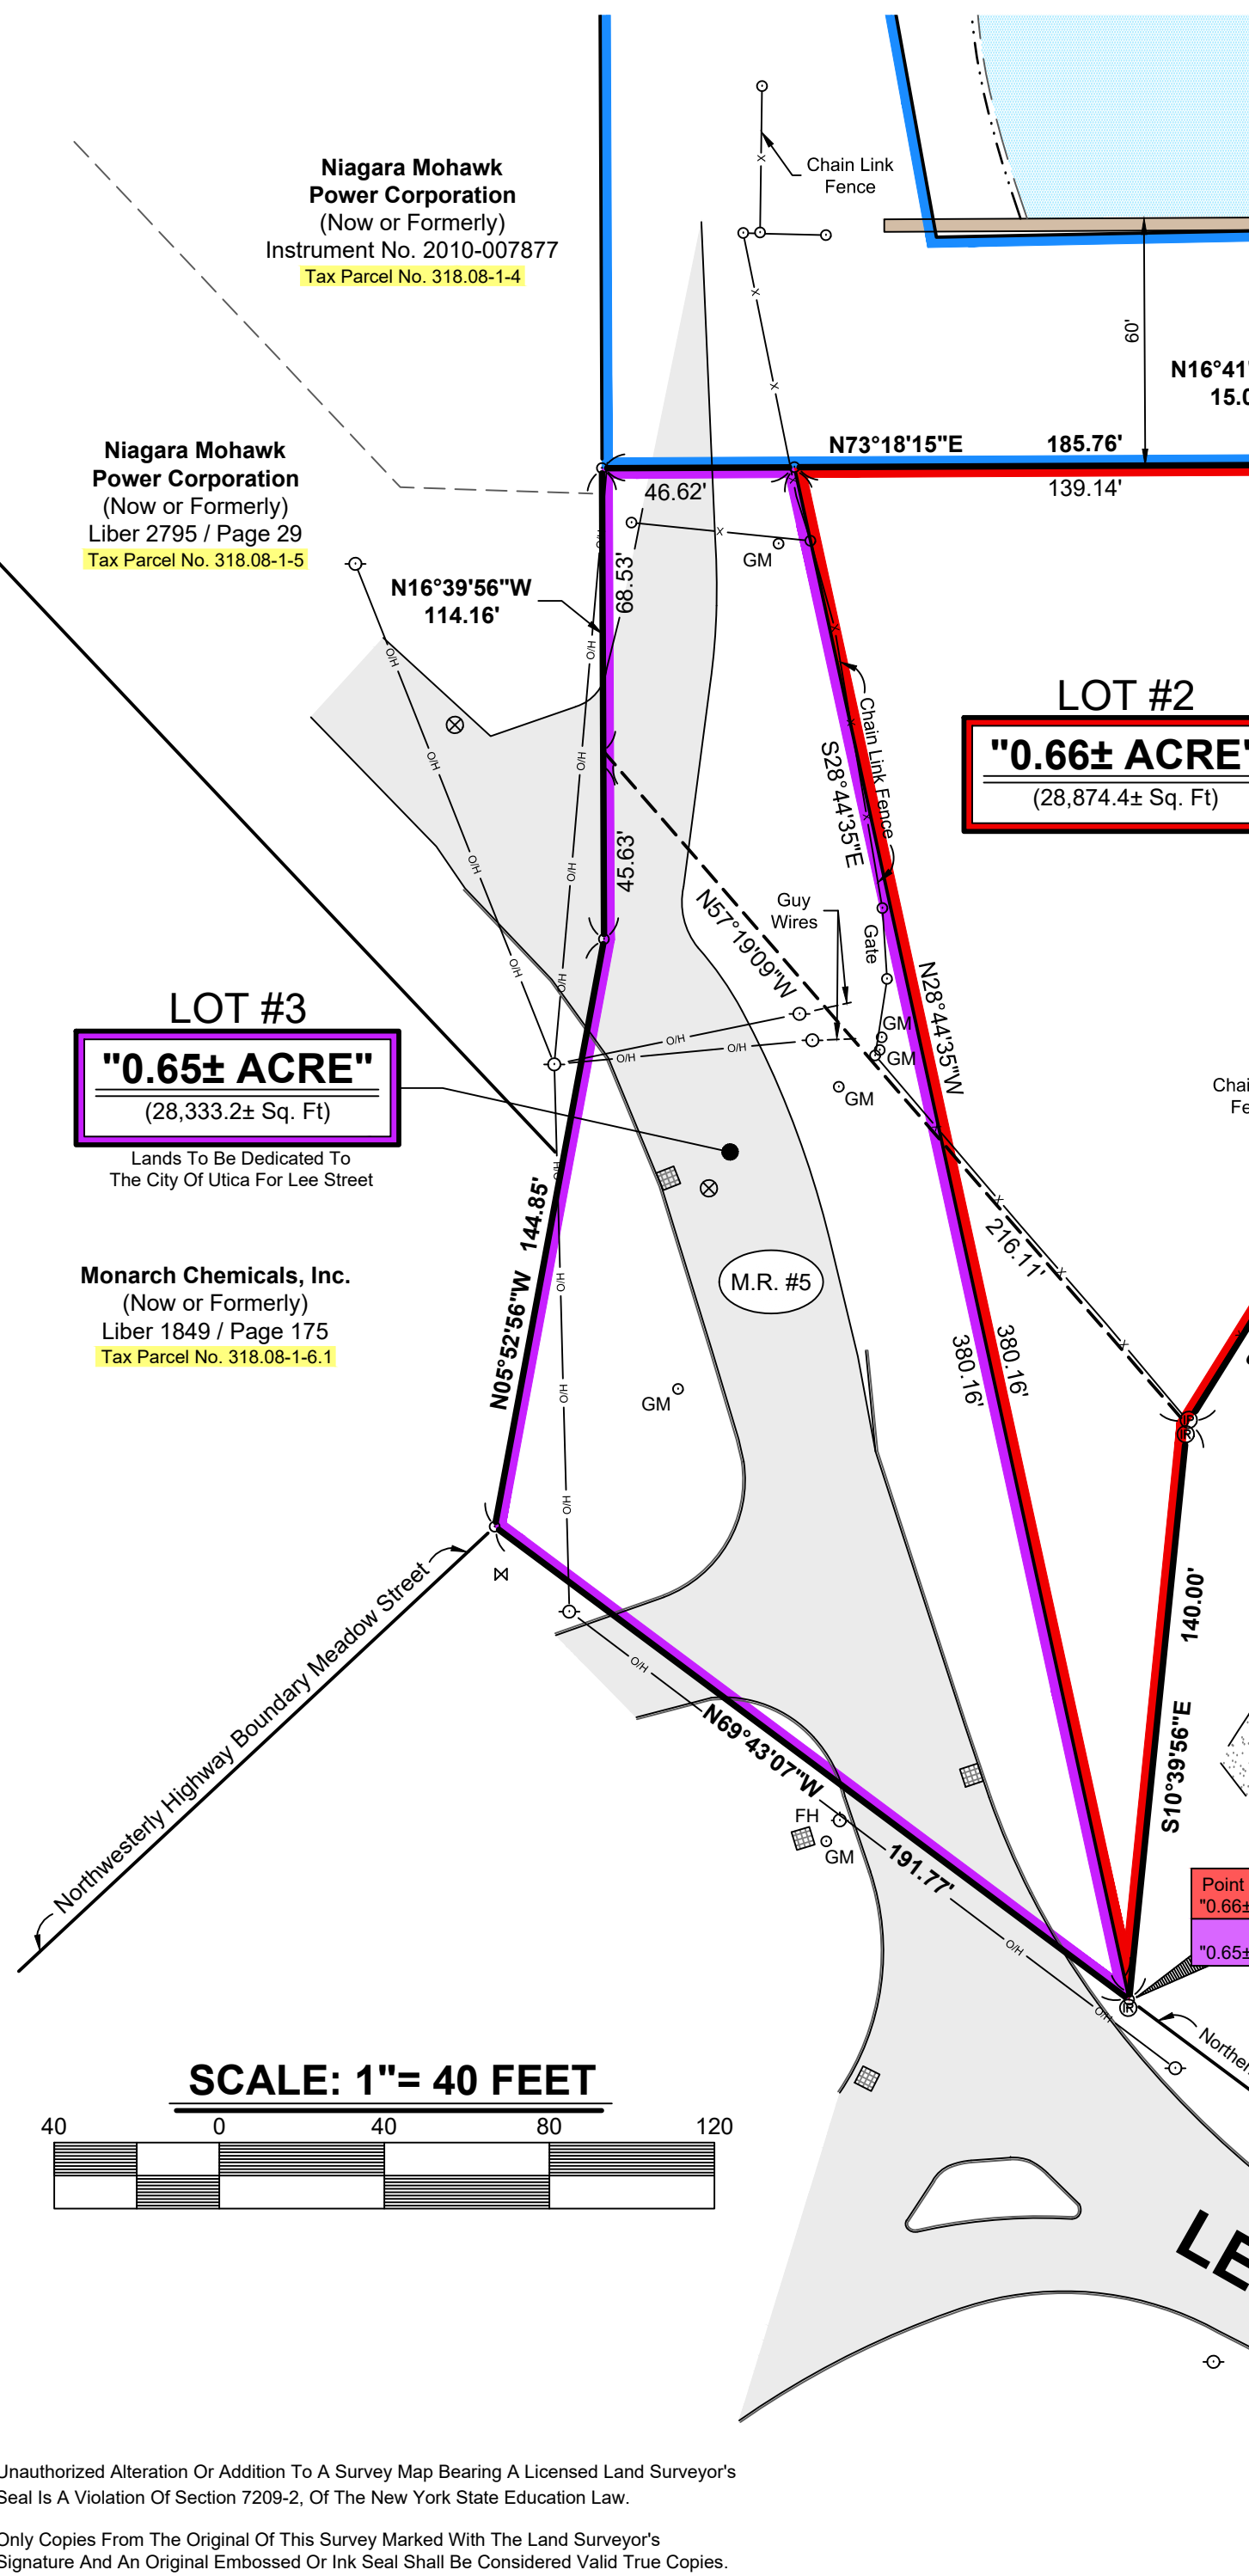 Chain Link
Fence
Niagara Mohawk
Power Corporation
(Now or Formerly)
Instrument No. 2010-007877
Tax Parcel No. 318.08-1-4
60'
N16°41'
N73°18'15"E 185.76'
46.62'
139.14'
Niagara Mohawk
Power Corporation
(Now or Formerly)
Liber 2795 / Page 29
Tax Parcel No. 318.08-1-5
GM
N16°39'56"W
114.16'
68.53'
O/H
O/H
O/H
O/H
O/H
O/H
O/H
O/H
O/H
X
X
X
X
X
LOT #2
"0.66± ACRE"
(28,874.4± Sq. Ft)
Chain Link Fence
S28°44'35"E
45.63'
N57°19'09"W
Guy
Wires
Gate
N28°44'35"W
GM
GM
GM
O/H
O/H
O/H
LOT #3
"0.65± ACRE"
(28,333.2± Sq. Ft)
Lands To Be Dedicated To
The City Of Utica For Lee Street
N05°52'56"W 144.85'
216.11'
Monarch Chemicals, Inc.
(Now or Formerly)
Liber 1849 / Page 175
Tax Parcel No. 318.08-1-6.1
M.R. #5
380.16'
380.16'
GM
O/H
O/H
O/H
X
X
X
IP
IR
Northwesterly Highway Boundary Meadow Street
140.00'
S10°39'56"E
O/H
N69°43'07"W
191.77'
FH
GM
O/H
O/H
Point
"0.66±
"0.65±
IR
SCALE: 1"= 40 FEET
40 0 40 80 120
Unauthorized Alteration Or Addition To A Survey Map Bearing A Licensed Land Surveyor's
Seal Is A Violation Of Section 7209-2, Of The New York State Education Law.
Only Copies From The Original Of This Survey Marked With The Land Surveyor's
Signature And An Original Embossed Or Ink Seal Shall Be Considered Valid True Copies.